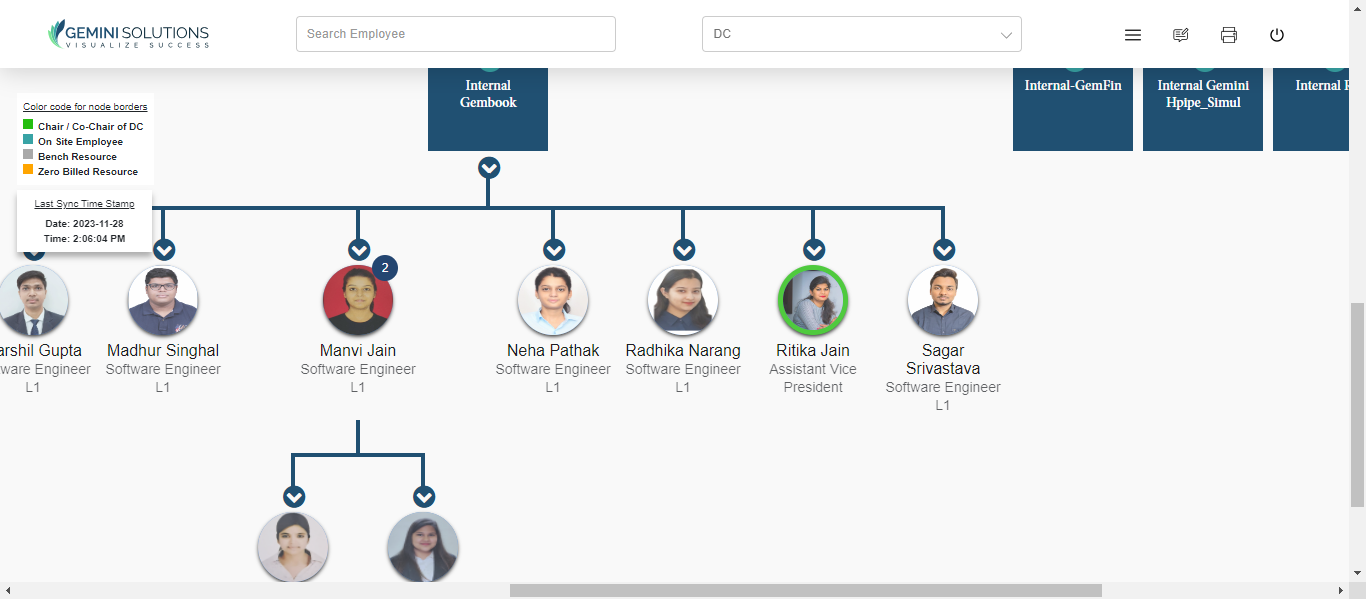 GEMINI SOLUTIONS
VISUALIZE SUCCESS
Search Employee
DC
Internal
Gembook
Internal-GemFin
Internal Gemini
Hpipe_Simul
Internal
Color code for node borders
Chair / Co-Chair of DC
On Site Employee
Bench Resource
Zero Billed Resource
Last Sync Time Stamp
Date: 2023-11-28
Time: 2:06:04 PM
2
arshil Gupta
ware Engineer
L1
Madhur Singhal
Software Engineer
L1
Manvi Jain
Software Engineer
L1
Neha Pathak
Software Engineer
L1
Radhika Narang
Software Engineer
L1
Ritika Jain
Assistant Vice
President
Sagar
Srivastava
Software Engineer
L1